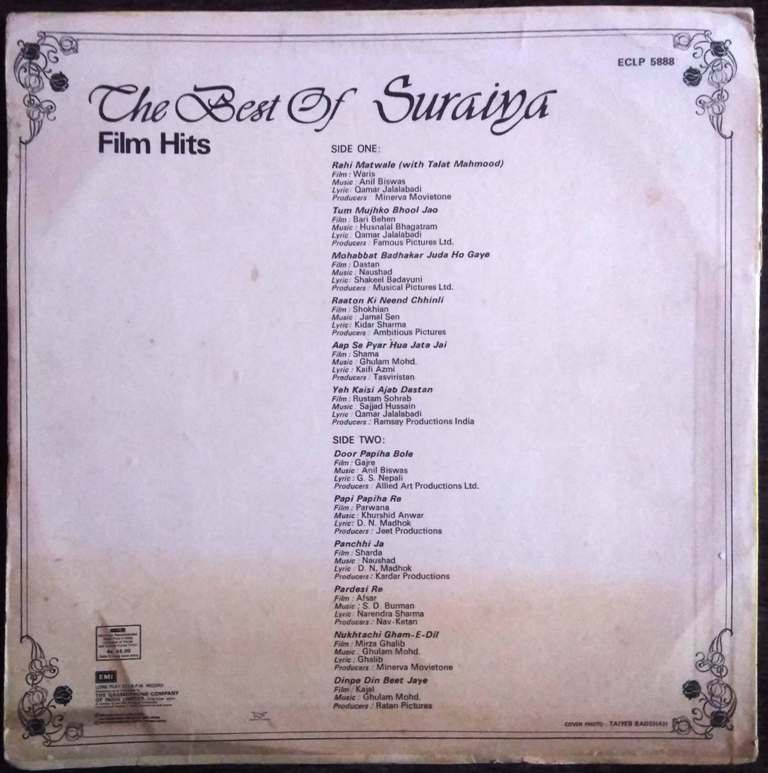 ECLP 5888
The Best Of Suraiya
Film Hits
SIDE ONE:
Rahi Matwale (with Talat Mahmood)
Film: Waris
Music: Anil Biswas
Lyric: Qamar Jalalabadi
Producers: Minerva Movietone
Tum Mujhko Bhool Jao
Film: Bari Behen
Music: Husnalal Bhagatram
Lyric: Qamar Jalalabadi
Producers: Famous Pictures Ltd.
Mohabbat Badhakar Juda Ho Gaye
Film: Dastan
Music: Naushad
Lyric: Shakeel Badayuni
Producers: Musical Pictures Ltd.
Raaton Ki Neend Chhinli
Film: Shokhian
Music: Jamal Sen
Lyric: Kidar Sharma
Producers: Ambitious Pictures
Aap Se Pyar Hua Jata Jai
Film: Shama
Music: Ghulam Mohd.
Lyric: Kaifi Azmi
Producers: Tasviristan
Yeh Kaisi Ajab Dastan
Film: Rustam Sohrab
Music: Sajjad Hussain
Lyric: Qamar Jalalabadi
Producers: Ramsay Productions India
SIDE TWO:
Door Papiha Bole
Film: Gajre
Music: Anil Biswas
Lyric: G. S. Nepali
Producers: Allied Art Productions Ltd.
Papi Papiha Re
Film: Parwana
Music: Khurshid Anwar
Lyric: D. N. Madhok
Producers: Jeet Productions
Panchhi Ja
Film: Sharda
Music: Naushad
Lyric: D. N. Madhok
Producers: Kardar Productions
Pardesi Re
Film: Afsar
Music: S. D. Burman
Lyric: Narendra Sharma
Producers: Nav-Ketan
Nukhtachi Gham-E-Dil
Film: Mirza Ghalib
Music: Ghulam Mohd.
Lyric: Ghalib
Producers: Minerva Movietone
Dinpe Din Beet Jaye
Film: Kajal
Music: Ghulam Mohd.
Producers: Ratan Pictures
EMI
THE GRAMOPHONE COMPANY
OF INDIA LIMITED
COVER PHOTO: TAIYEB BADSHAH